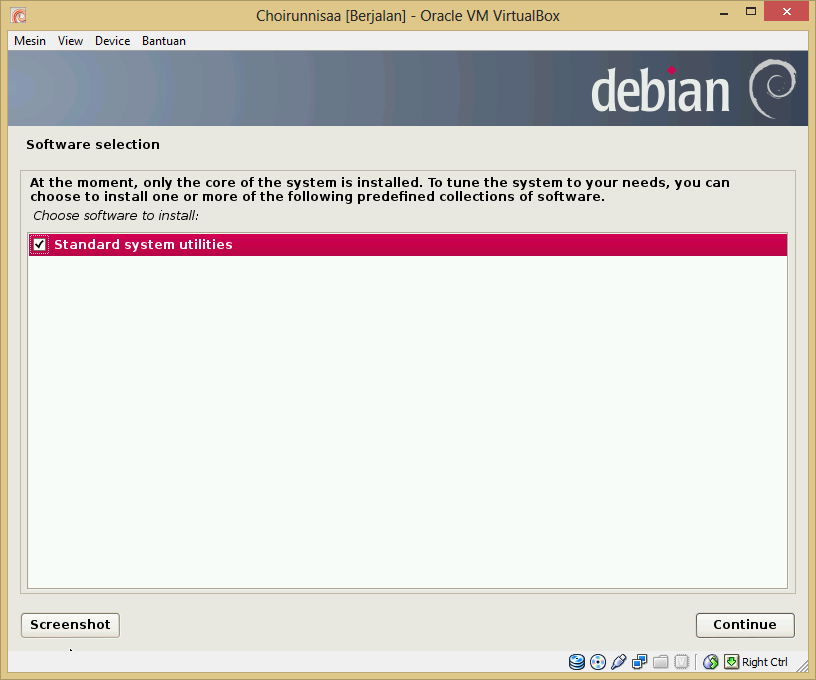 Choirunnisaa [Berjalan] - Oracle VM VirtualBox
Mesin View Device Bantuan
debian
Software selection
At the moment, only the core of the system is installed. To tune the system to your needs, you can
choose to install one or more of the following predefined collections of software.
Choose software to install:
Standard system utilities
Screenshot Continue
Right Ctrl